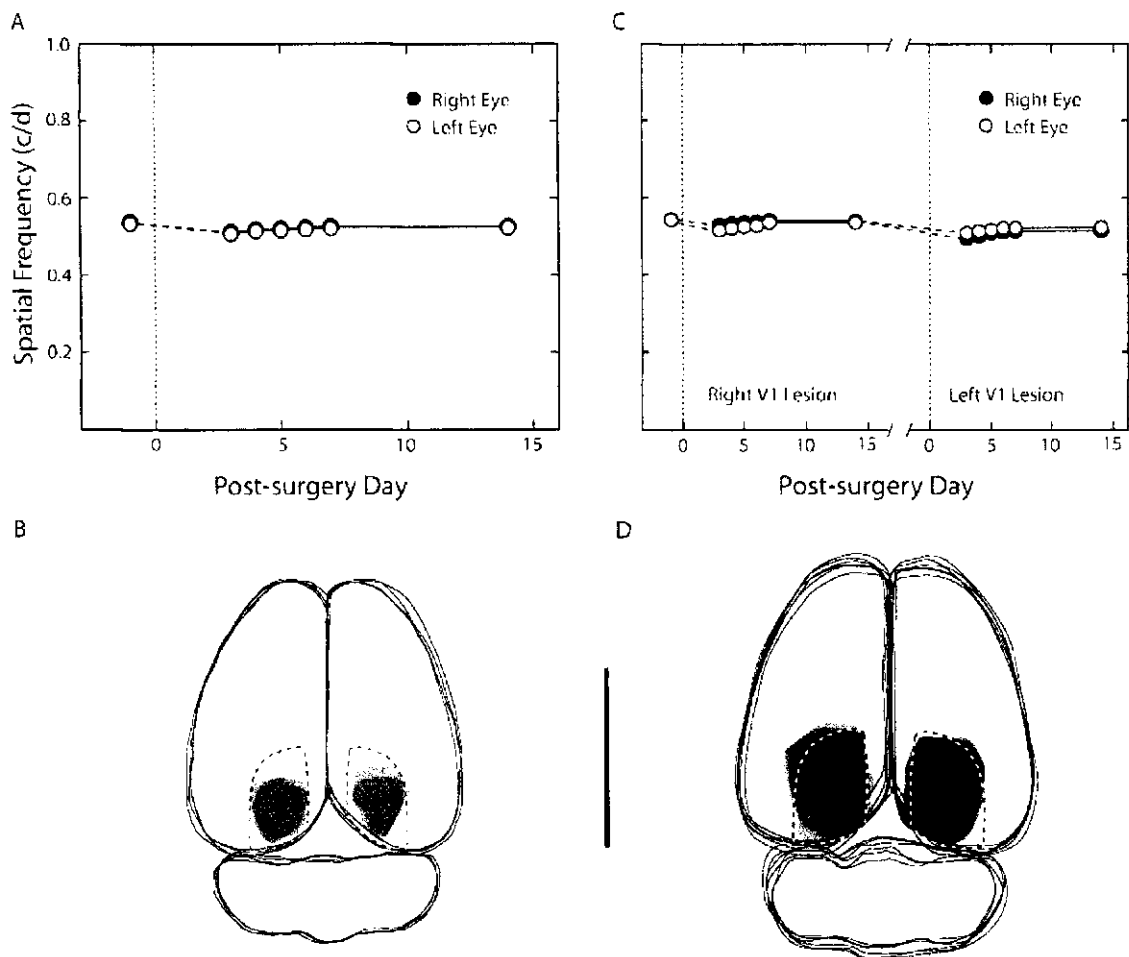 A
C
1.0
0.8
0.6
0.4
0.2
Spatial Frequency (c/d)
Right Eye
Left Eye
Right Eye
Left Eye
Right V1 Lesion
Left V1 Lesion
0 5 10 15
0 5 10 15 0 5 10 15
Post-surgery Day
Post-surgery Day
B
D